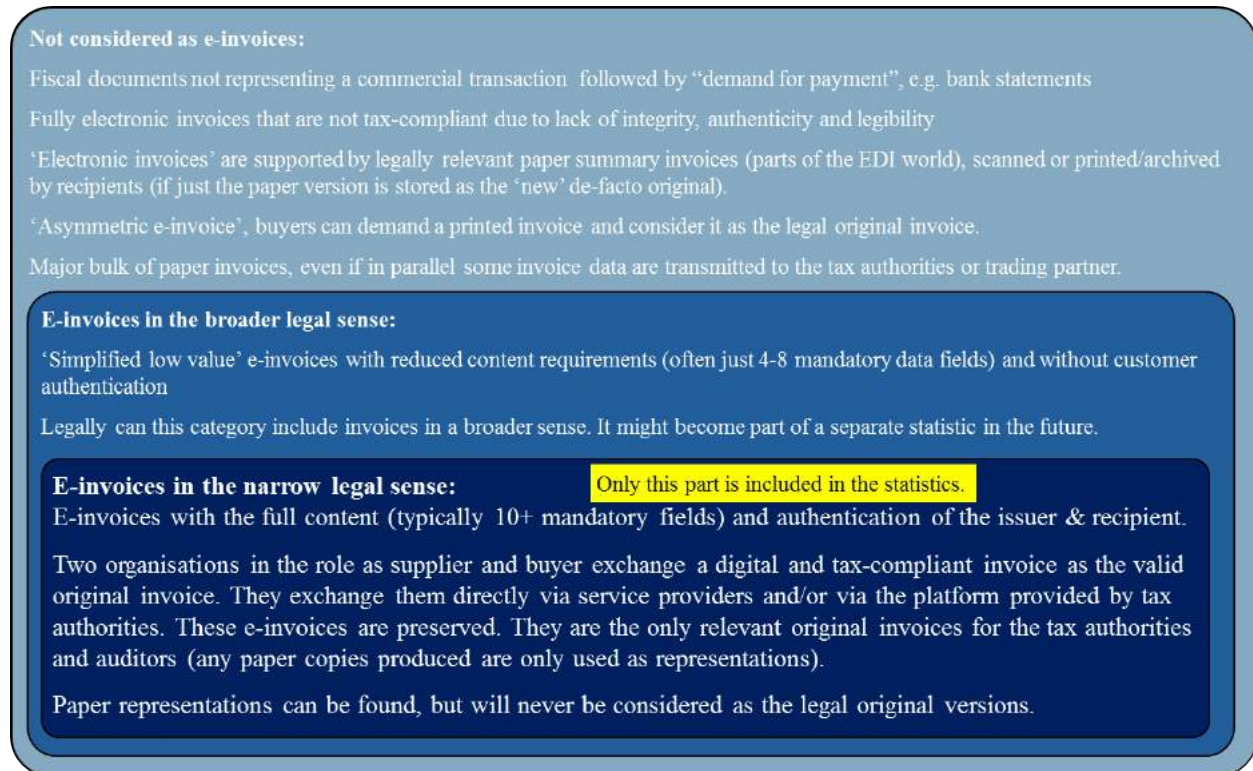 Not considered as e-invoices:
Fiscal documents not representing a commercial transaction followed by “demand for payment”, e.g. bank statements
Fully electronic invoices that are not tax-compliant due to lack of integrity, authenticity and legibility
‘Electronic invoices’ are supported by legally relevant paper summary invoices (parts of the EDI world), scanned or printed/archived
by recipients (if just the paper version is stored as the ‘new’ de-facto original).
‘Asymmetric e-invoice’, buyers can demand a printed invoice and consider it as the legal original invoice.
Major bulk of paper invoices, even if in parallel some invoice data are transmitted to the tax authorities or trading partner.
E-invoices in the broader legal sense:
‘Simplified low value’ e-invoices with reduced content requirements (often just 4-8 mandatory data fields) and without customer
authentication
Legally can this category include invoices in a broader sense. It might become part of a separate statistic in the future.
E-invoices in the narrow legal sense:
Only this part is included in the statistics.
E-invoices with the full content (typically 10+ mandatory fields) and authentication of the issuer & recipient.
Two organisations in the role as supplier and buyer exchange a digital and tax-compliant invoice as the valid
original invoice. They exchange them directly via service providers and/or via the platform provided by tax
authorities. These e-invoices are preserved. They are the only relevant original invoices for the tax authorities
and auditors (any paper copies produced are only used as representations).
Paper representations can be found, but will never be considered as the legal original versions.